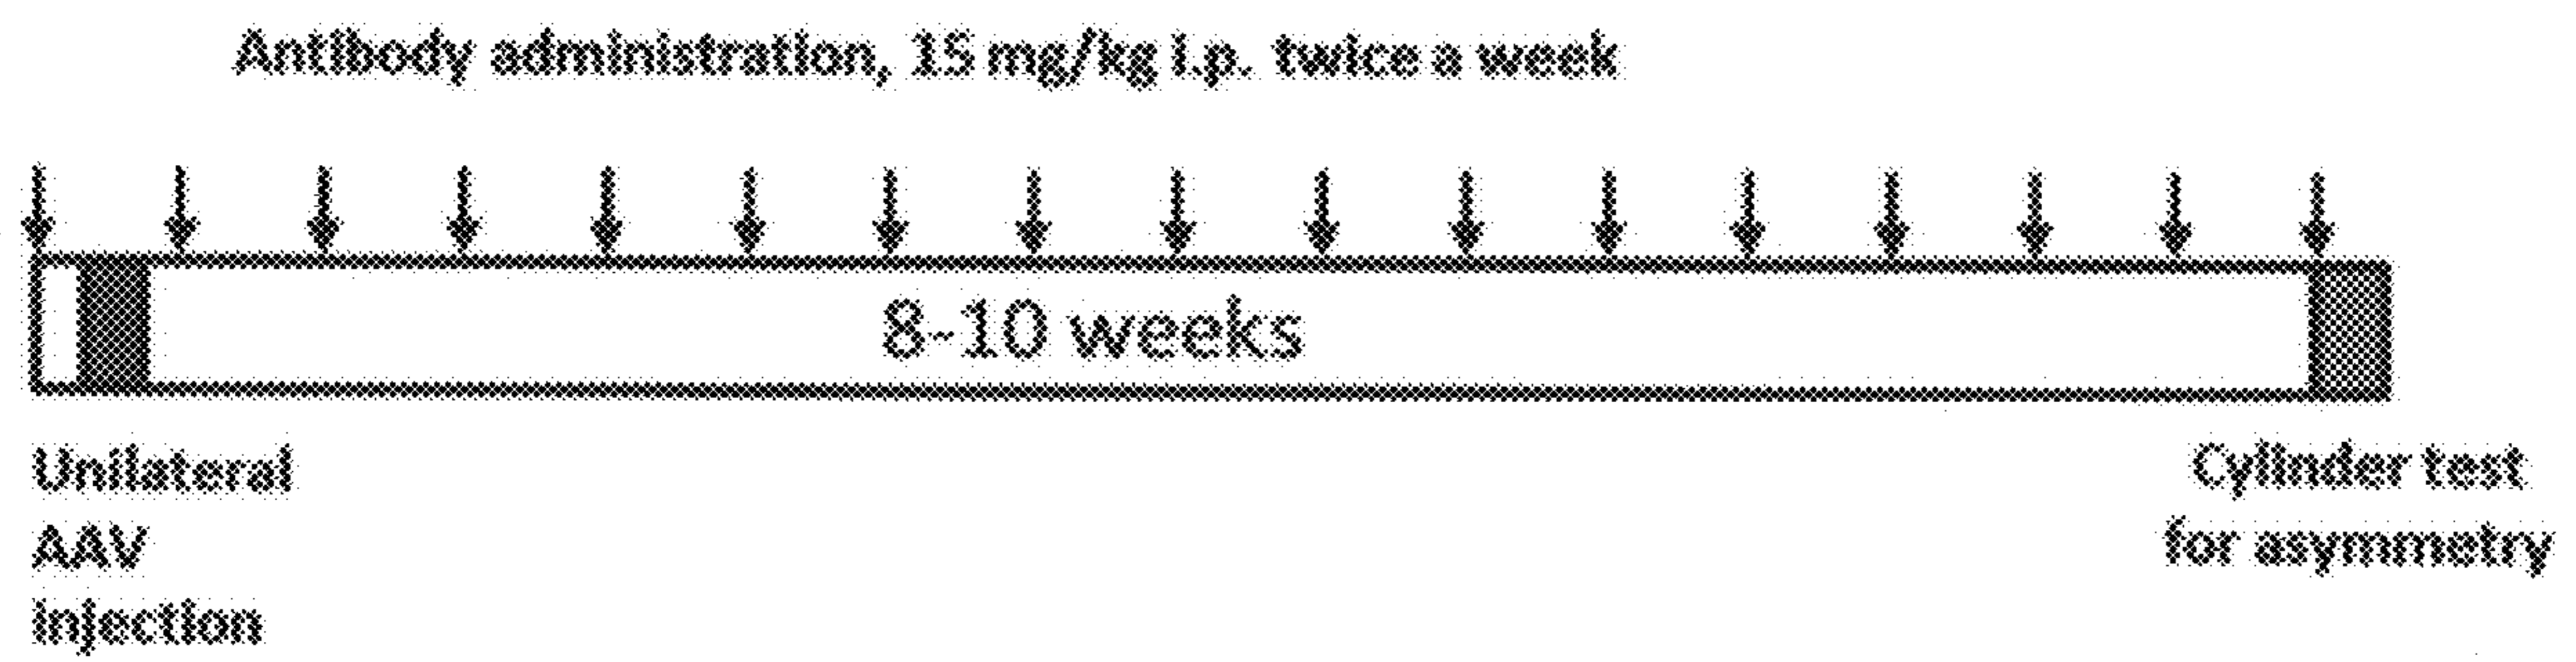 Antibody administration, 15 mg/kg i.p. twice a week
8-10 weeks
Unilateral
AAV
injection
Cylinder test
for asymmetry